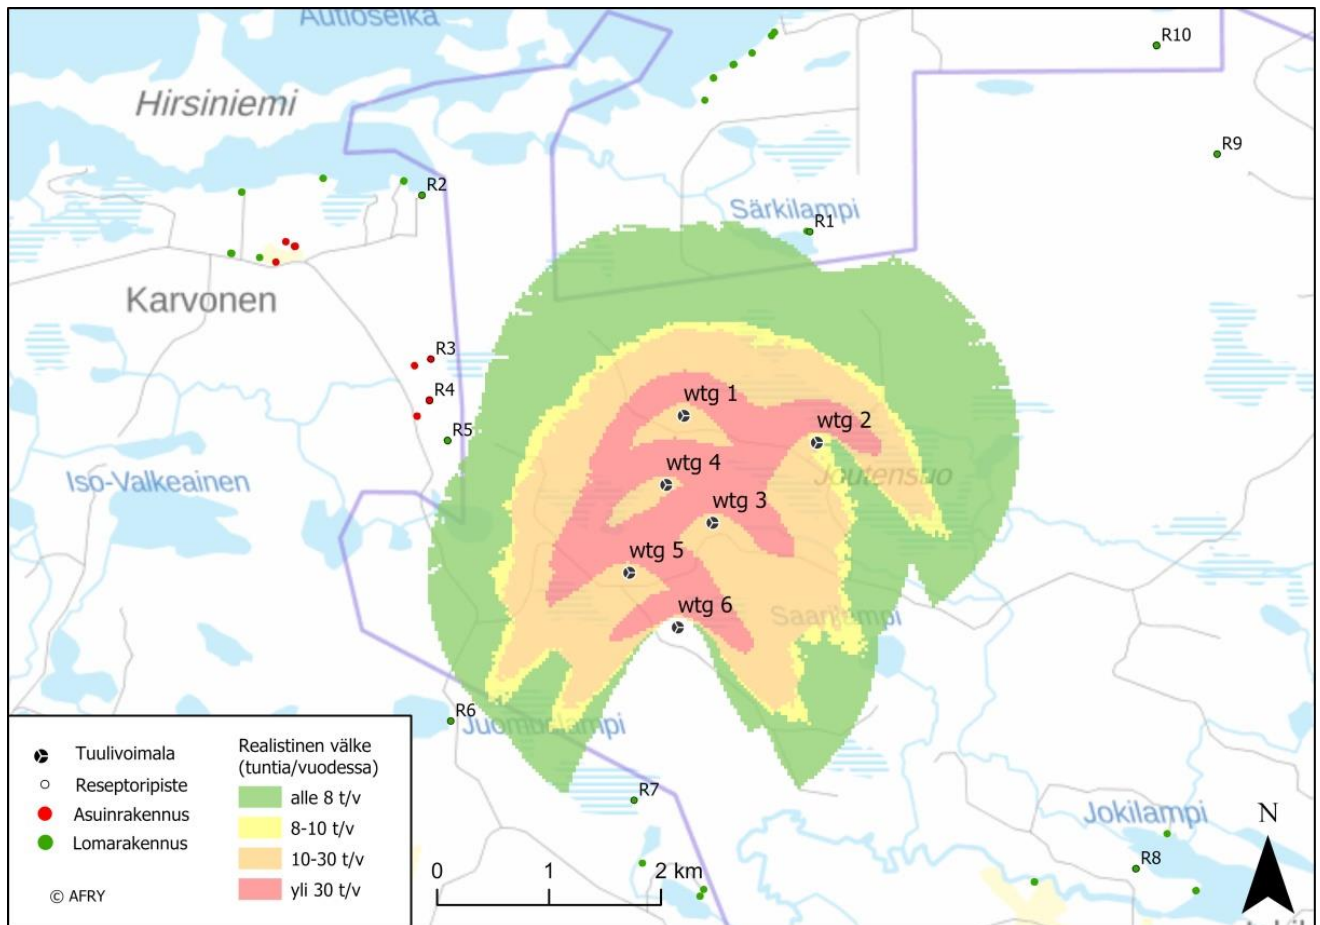 Autioselkä
R10
Hirsiniemi
R9
R2
Särkilampi
R1
Karvonen
R3
R4
wtg 1
wtg 2
R5
Iso-Valkeainen
wtg 4
Joutensuo
wtg 3
wtg 5
wtg 6
Saarilampi
R6
Juomuslampi
R7
Jokilampi
R8
N
Tuulivoimala
Reseptoripiste
Asuinrakennus
Lomarakennus
© AFRY
Realistinen välke
(tuntia/vuodessa)
alle 8 t/v
8-10 t/v
10-30 t/v
yli 30 t/v
0 1 2 km